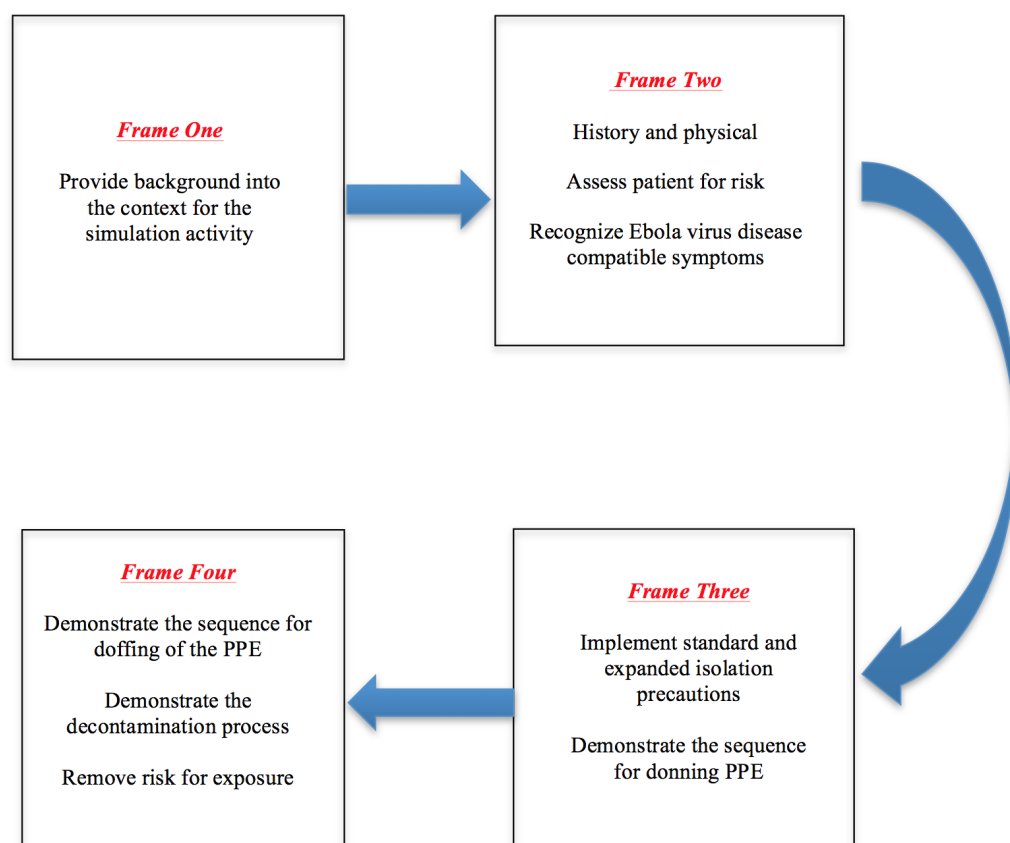 Frame One
Provide background into
the context for the
simulation activity
Frame Two
History and physical
Assess patient for risk
Recognize Ebola virus disease
compatible symptoms
Frame Three
Implement standard and
expanded isolation
precautions
Demonstrate the sequence
for donning PPE
Frame Four
Demonstrate the sequence for
doffing of the PPE
Demonstrate the
decontamination process
Remove risk for exposure